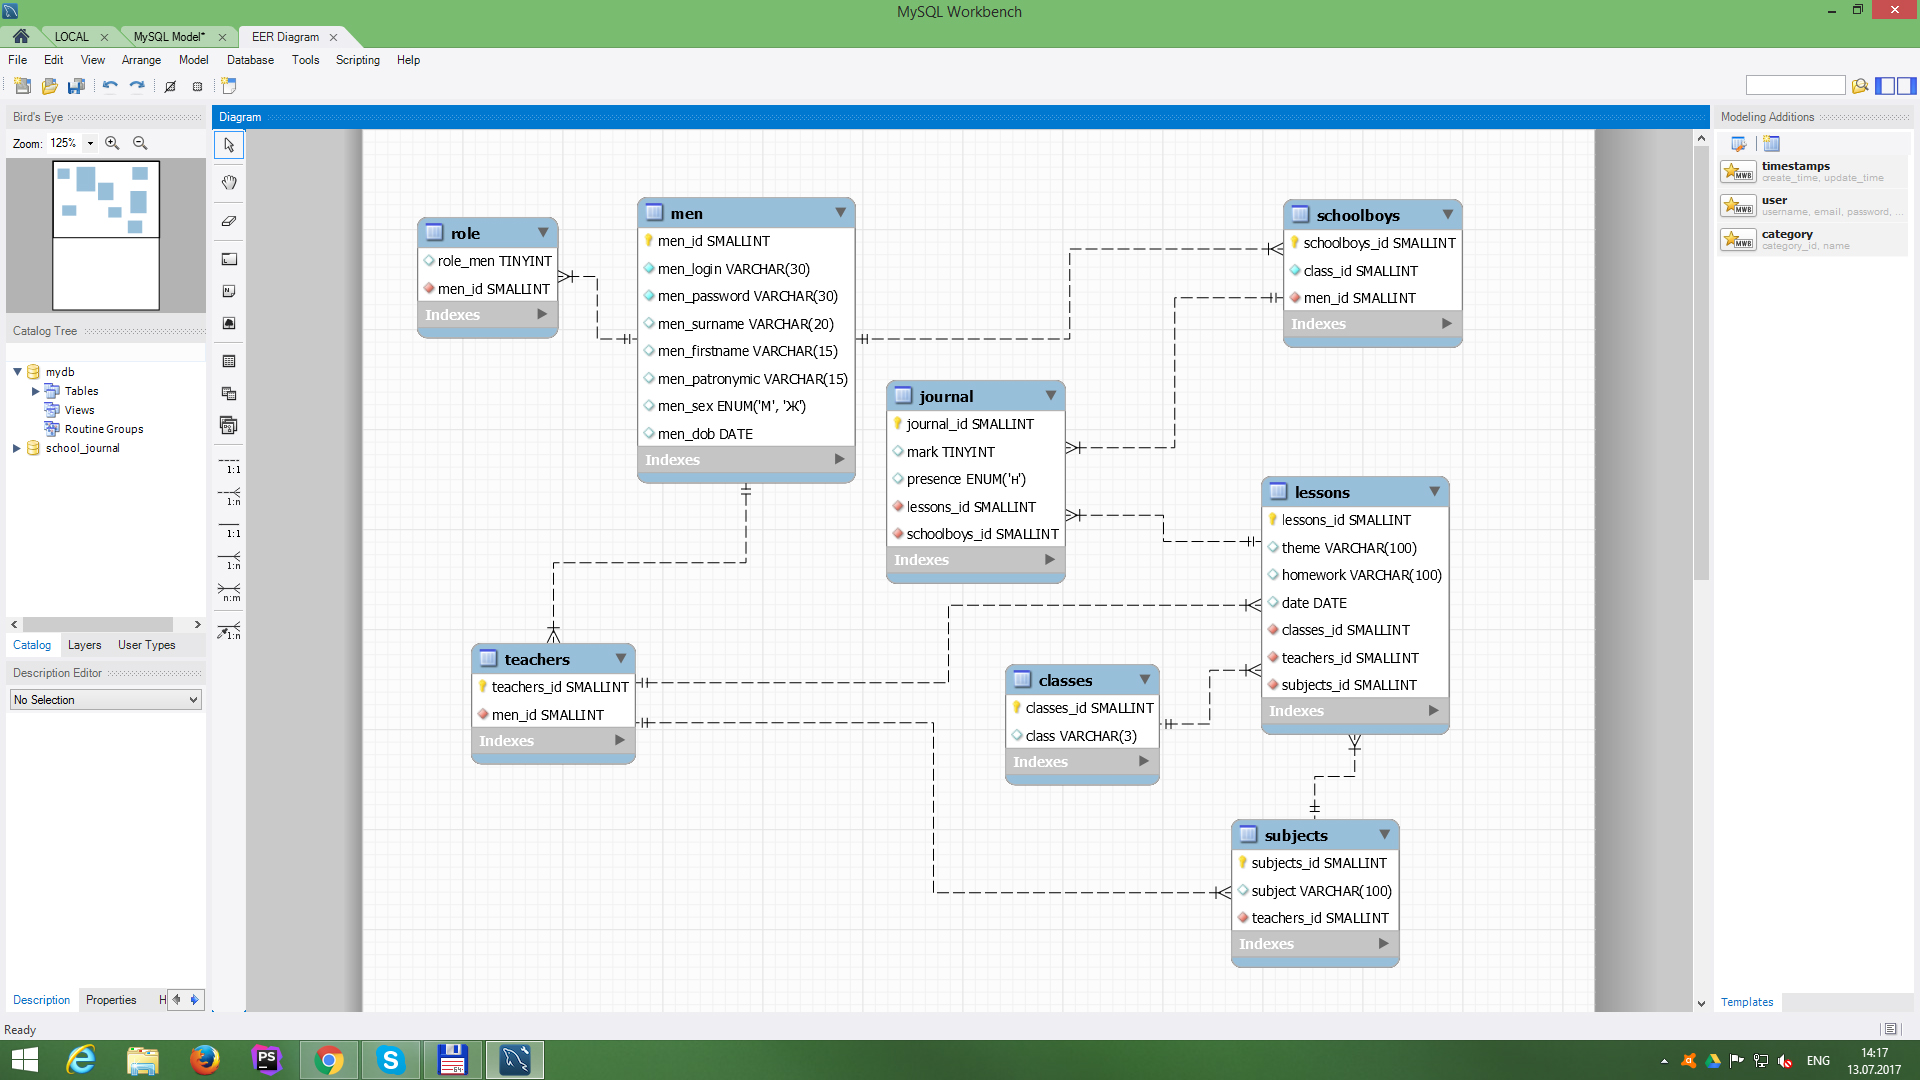 MySQL Workbench
LOCAL
MySQL Model*
EER Diagram
File Edit View Arrange Model Database Tools Scripting Help
Bird's Eye
Zoom: 125%
Catalog Tree
mydb
Tables
Views
Routine Groups
school_journal
Catalog Layers User Types
Description Editor
No Selection
Description Properties H
1:1
1:n
1:1
1:n
n:m
1:n
Diagram
role
role_men TINYINT
men_id SMALLINT
Indexes
men
men_id SMALLINT
men_login VARCHAR(30)
men_password VARCHAR(30)
men_surname VARCHAR(20)
men_firstname VARCHAR(15)
men_patronymic VARCHAR(15)
men_sex ENUM('М', 'Ж')
men_dob DATE
Indexes
schoolboys
schoolboys_id SMALLINT
class_id SMALLINT
men_id SMALLINT
Indexes
journal
journal_id SMALLINT
mark TINYINT
presence ENUM('н')
lessons_id SMALLINT
schoolboys_id SMALLINT
Indexes
lessons
lessons_id SMALLINT
theme VARCHAR(100)
homework VARCHAR(100)
date DATE
classes_id SMALLINT
teachers_id SMALLINT
subjects_id SMALLINT
Indexes
teachers
teachers_id SMALLINT
men_id SMALLINT
Indexes
classes
classes_id SMALLINT
class VARCHAR(3)
Indexes
subjects
subjects_id SMALLINT
subject VARCHAR(100)
teachers_id SMALLINT
Indexes
Modeling Additions
timestamps
create_time, update_time
user
username, email, password, ...
category
category_id, name
Templates
Ready
PS
ENG
14:17
13.07.2017